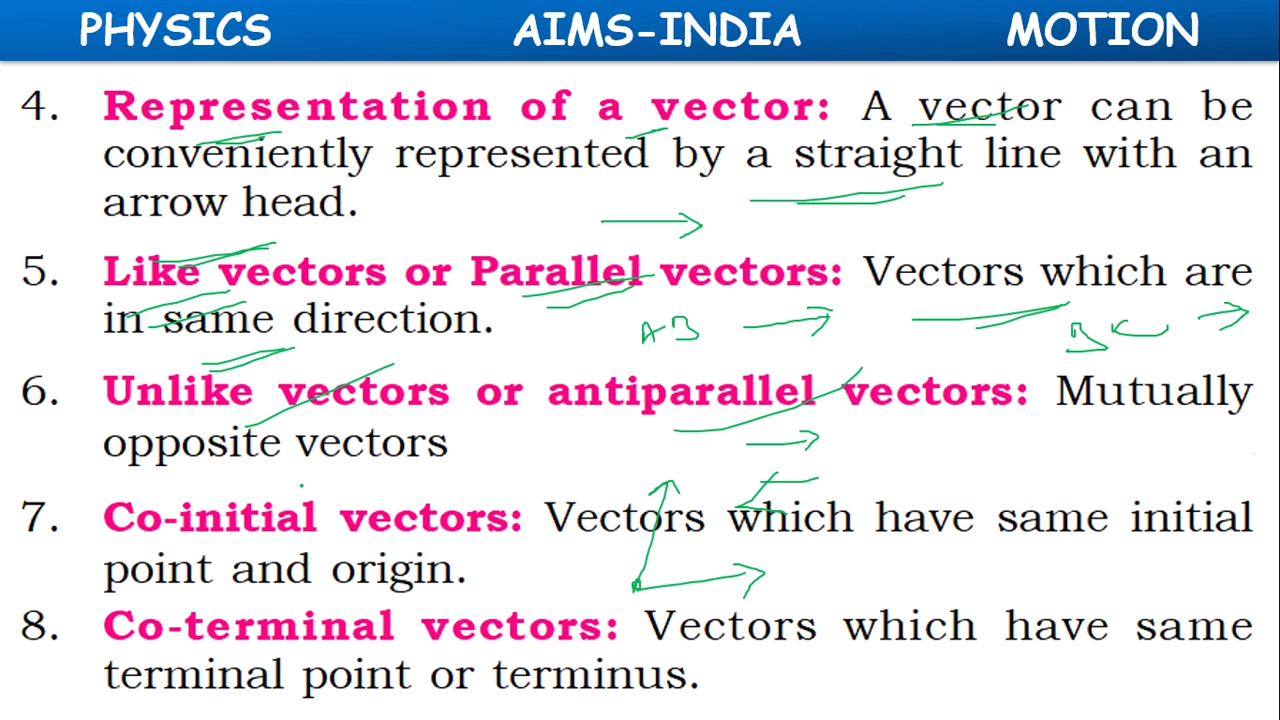 PHYSICS AIMS-INDIA MOTION
4. Representation of a vector: A vector can be
conveniently represented by a straight line with an
arrow head.
5. Like vectors or Parallel vectors: Vectors which are
in same direction.
AB
6. Unlike vectors or antiparallel vectors: Mutually
opposite vectors
7. Co-initial vectors: Vectors which have same initial
point and origin.
8. Co-terminal vectors: Vectors which have same
terminal point or terminus.